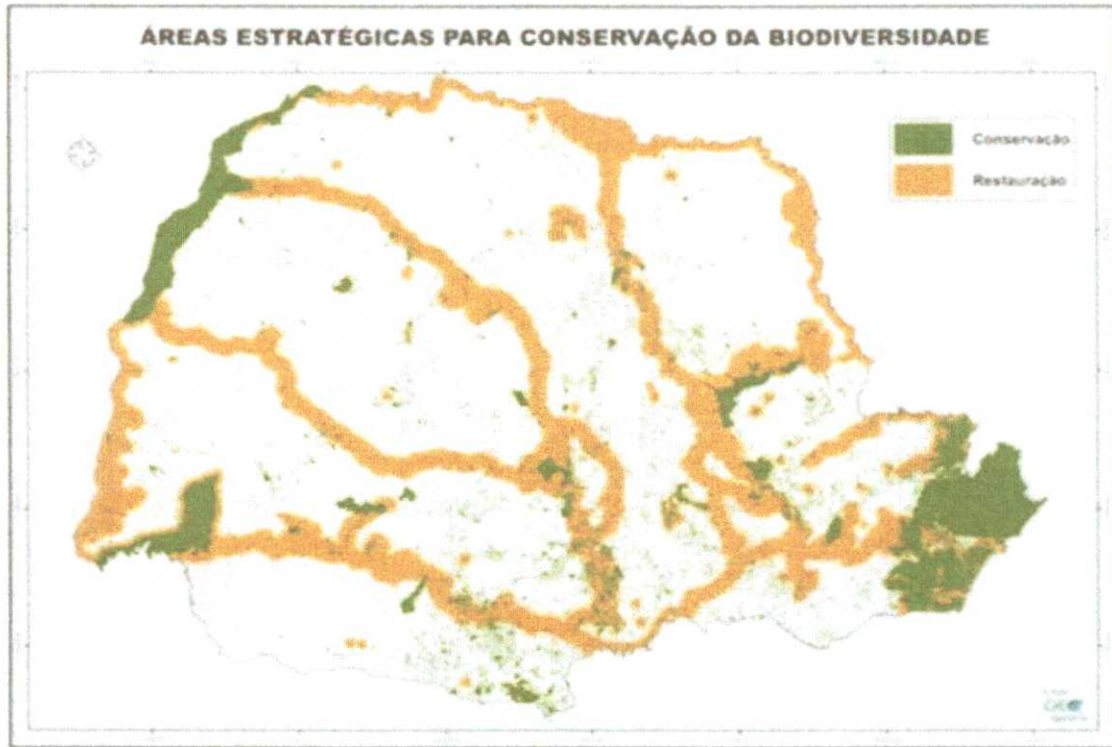 ÁREAS ESTRATÉGICAS PARA CONSERVAÇÃO DA BIODIVERSIDADE
Conservação
Restauração